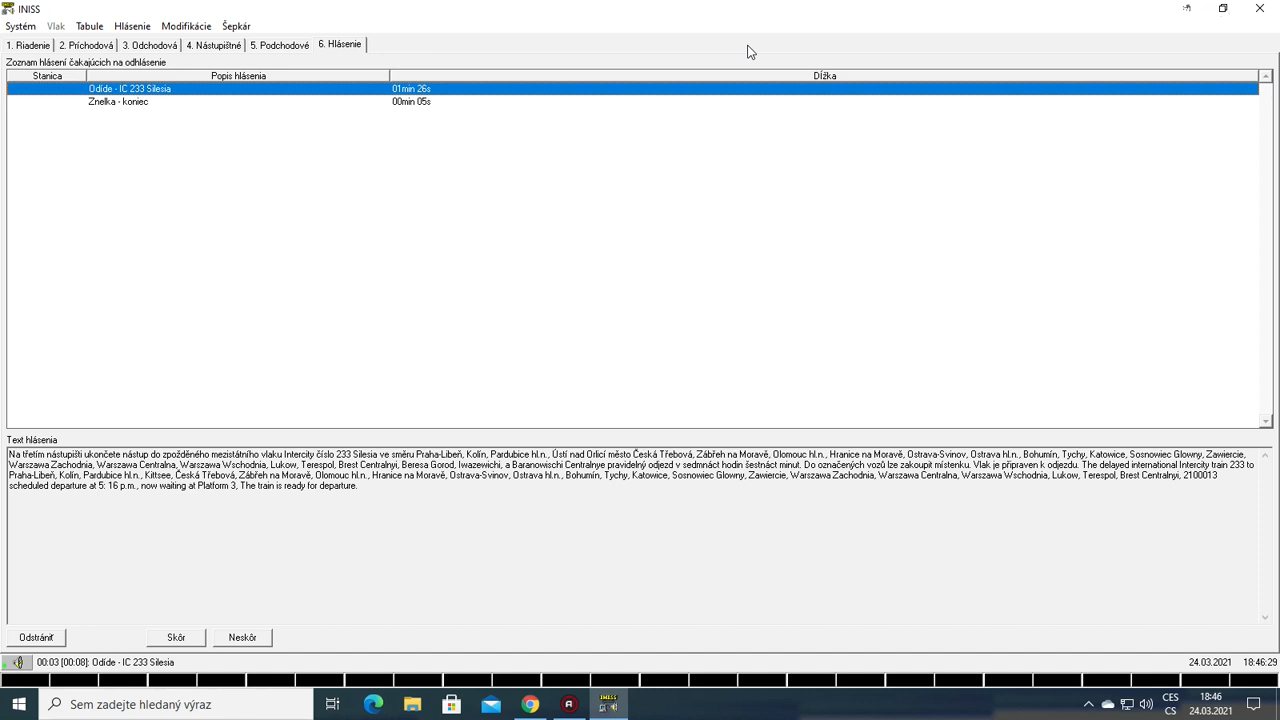 INISS
Systém Vlak Tabule Hlásenie Modifikácie Šepkár
1. Riadenie 2. Príchodová 3. Odchodová 4. Nástupištné 5. Podchodové 6. Hlásenie
Zoznam hlásení čakajúcich na odhlásenie
Stanica Popis hlásenia Dĺžka
Odíde - IC 233 Silesia 01min 26s
Znelka - koniec 00min 05s
Text hlásenia
Na třetím nástupišti ukončete nástup do zpožděného mezistátního vlaku Intercity číslo 233 Silesia ve směru Praha-Libeň, Kolín, Pardubice hl.n., Ústí nad Orlicí město Česká Třebová, Zábřeh na Moravě, Olomouc hl.n., Hranice na Moravě, Ostrava-Svinov, Ostrava hl.n., Bohumín, Tychy, Katowice, Sosnowiec Glowny, Zawiercie,
Warszawa Zachodnia, Warszawa Centralna, Warszawa Wschodnia, Lukow, Terespol, Brest Centralnyi, Beresa Gorod, Iwazewichi, a Baranowischi Centralnye pravidelný odjezd v sedmnáct hodin šestnáct minut. Do označených vozů lze zakoupit místenku. Vlak je připraven k odjezdu. The delayed international Intercity train 233 to
Praha-Libeň, Kolín, Pardubice hl.n., Kittsee, Česká Třebová, Zábřeh na Moravě, Olomouc hl.n., Hranice na Moravě, Ostrava-Svinov, Ostrava hl.n., Bohumín, Tychy, Katowice, Sosnowiec Glowny, Zawiercie, Warszawa Zachodnia, Warszawa Centralna, Warszawa Wschodnia, Lukow, Terespol, Brest Centralnyi, 2100013
scheduled departure at 5: 16 p.m., now waiting at Platform 3, The train is ready for departure.
Odstrániť Skôr Neskôr
00:03 [00:08]: Odíde - IC 233 Silesia 24.03.2021 18:46:29
Sem zadejte hledaný výraz
CES 18:46
CS 24.03.2021